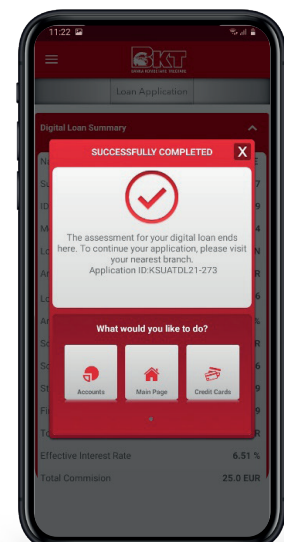 11:22
BKT
BANKA KOMBËTARE TREGTARE
Loan Application
Digital Loan Summary
SUCCESSFULLY COMPLETED X
The assessment for your digital loan ends
here. To continue your application, please visit
your nearest branch.
Application ID:KSUATDL21-273
What would you like to do?
Accounts Main Page Credit Cards
Effective Interest Rate 6.51 %
Total Commision 25.0 EUR